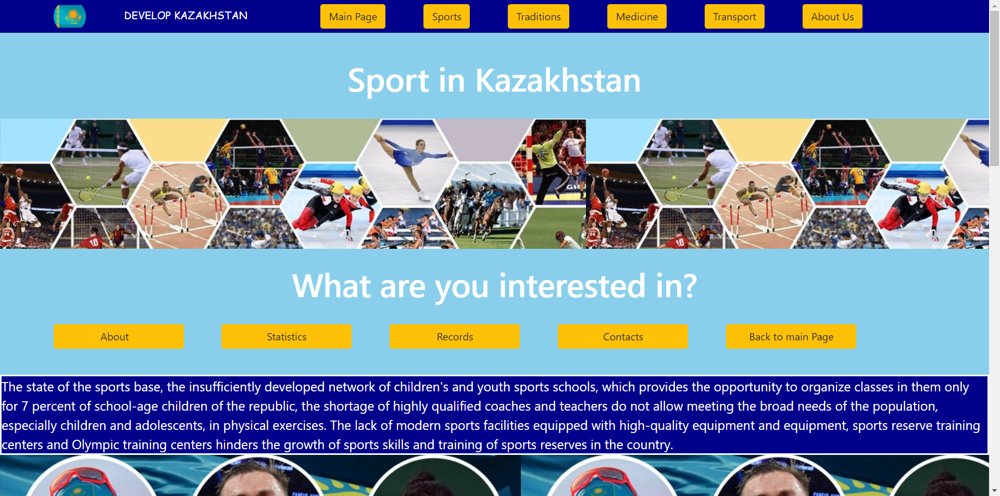 DEVELOP KAZAKHSTAN
Main Page
Sports
Traditions
Medicine
Transport
About Us
Sport in Kazakhstan
What are you interested in?
About
Statistics
Records
Contacts
Back to main Page
The state of the sports base, the insufficiently developed network of children's and youth sports schools, which provides the opportunity to organize classes in them only
for 7 percent of school-age children of the republic, the shortage of highly qualified coaches and teachers do not allow meeting the broad needs of the population,
especially children and adolescents, in physical exercises. The lack of modern sports facilities equipped with high-quality equipment and equipment, sports reserve training
centers and Olympic training centers hinders the growth of sports skills and training of sports reserves in the country.